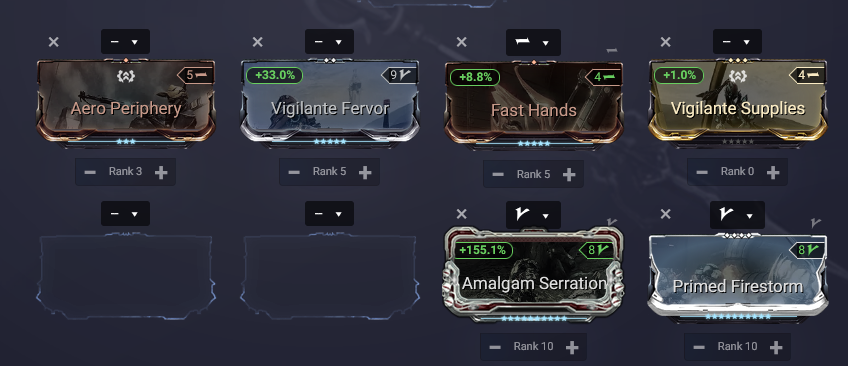 5
Aero Periphery
Rank 3
+33.0%
9
Vigilante Fervor
Rank 5
+8.8%
4
Fast Hands
Rank 5
+1.0%
4
Vigilante Supplies
Rank 0
+155.1%
8
Amalgam Serration
Rank 10
8
Primed Firestorm
Rank 10